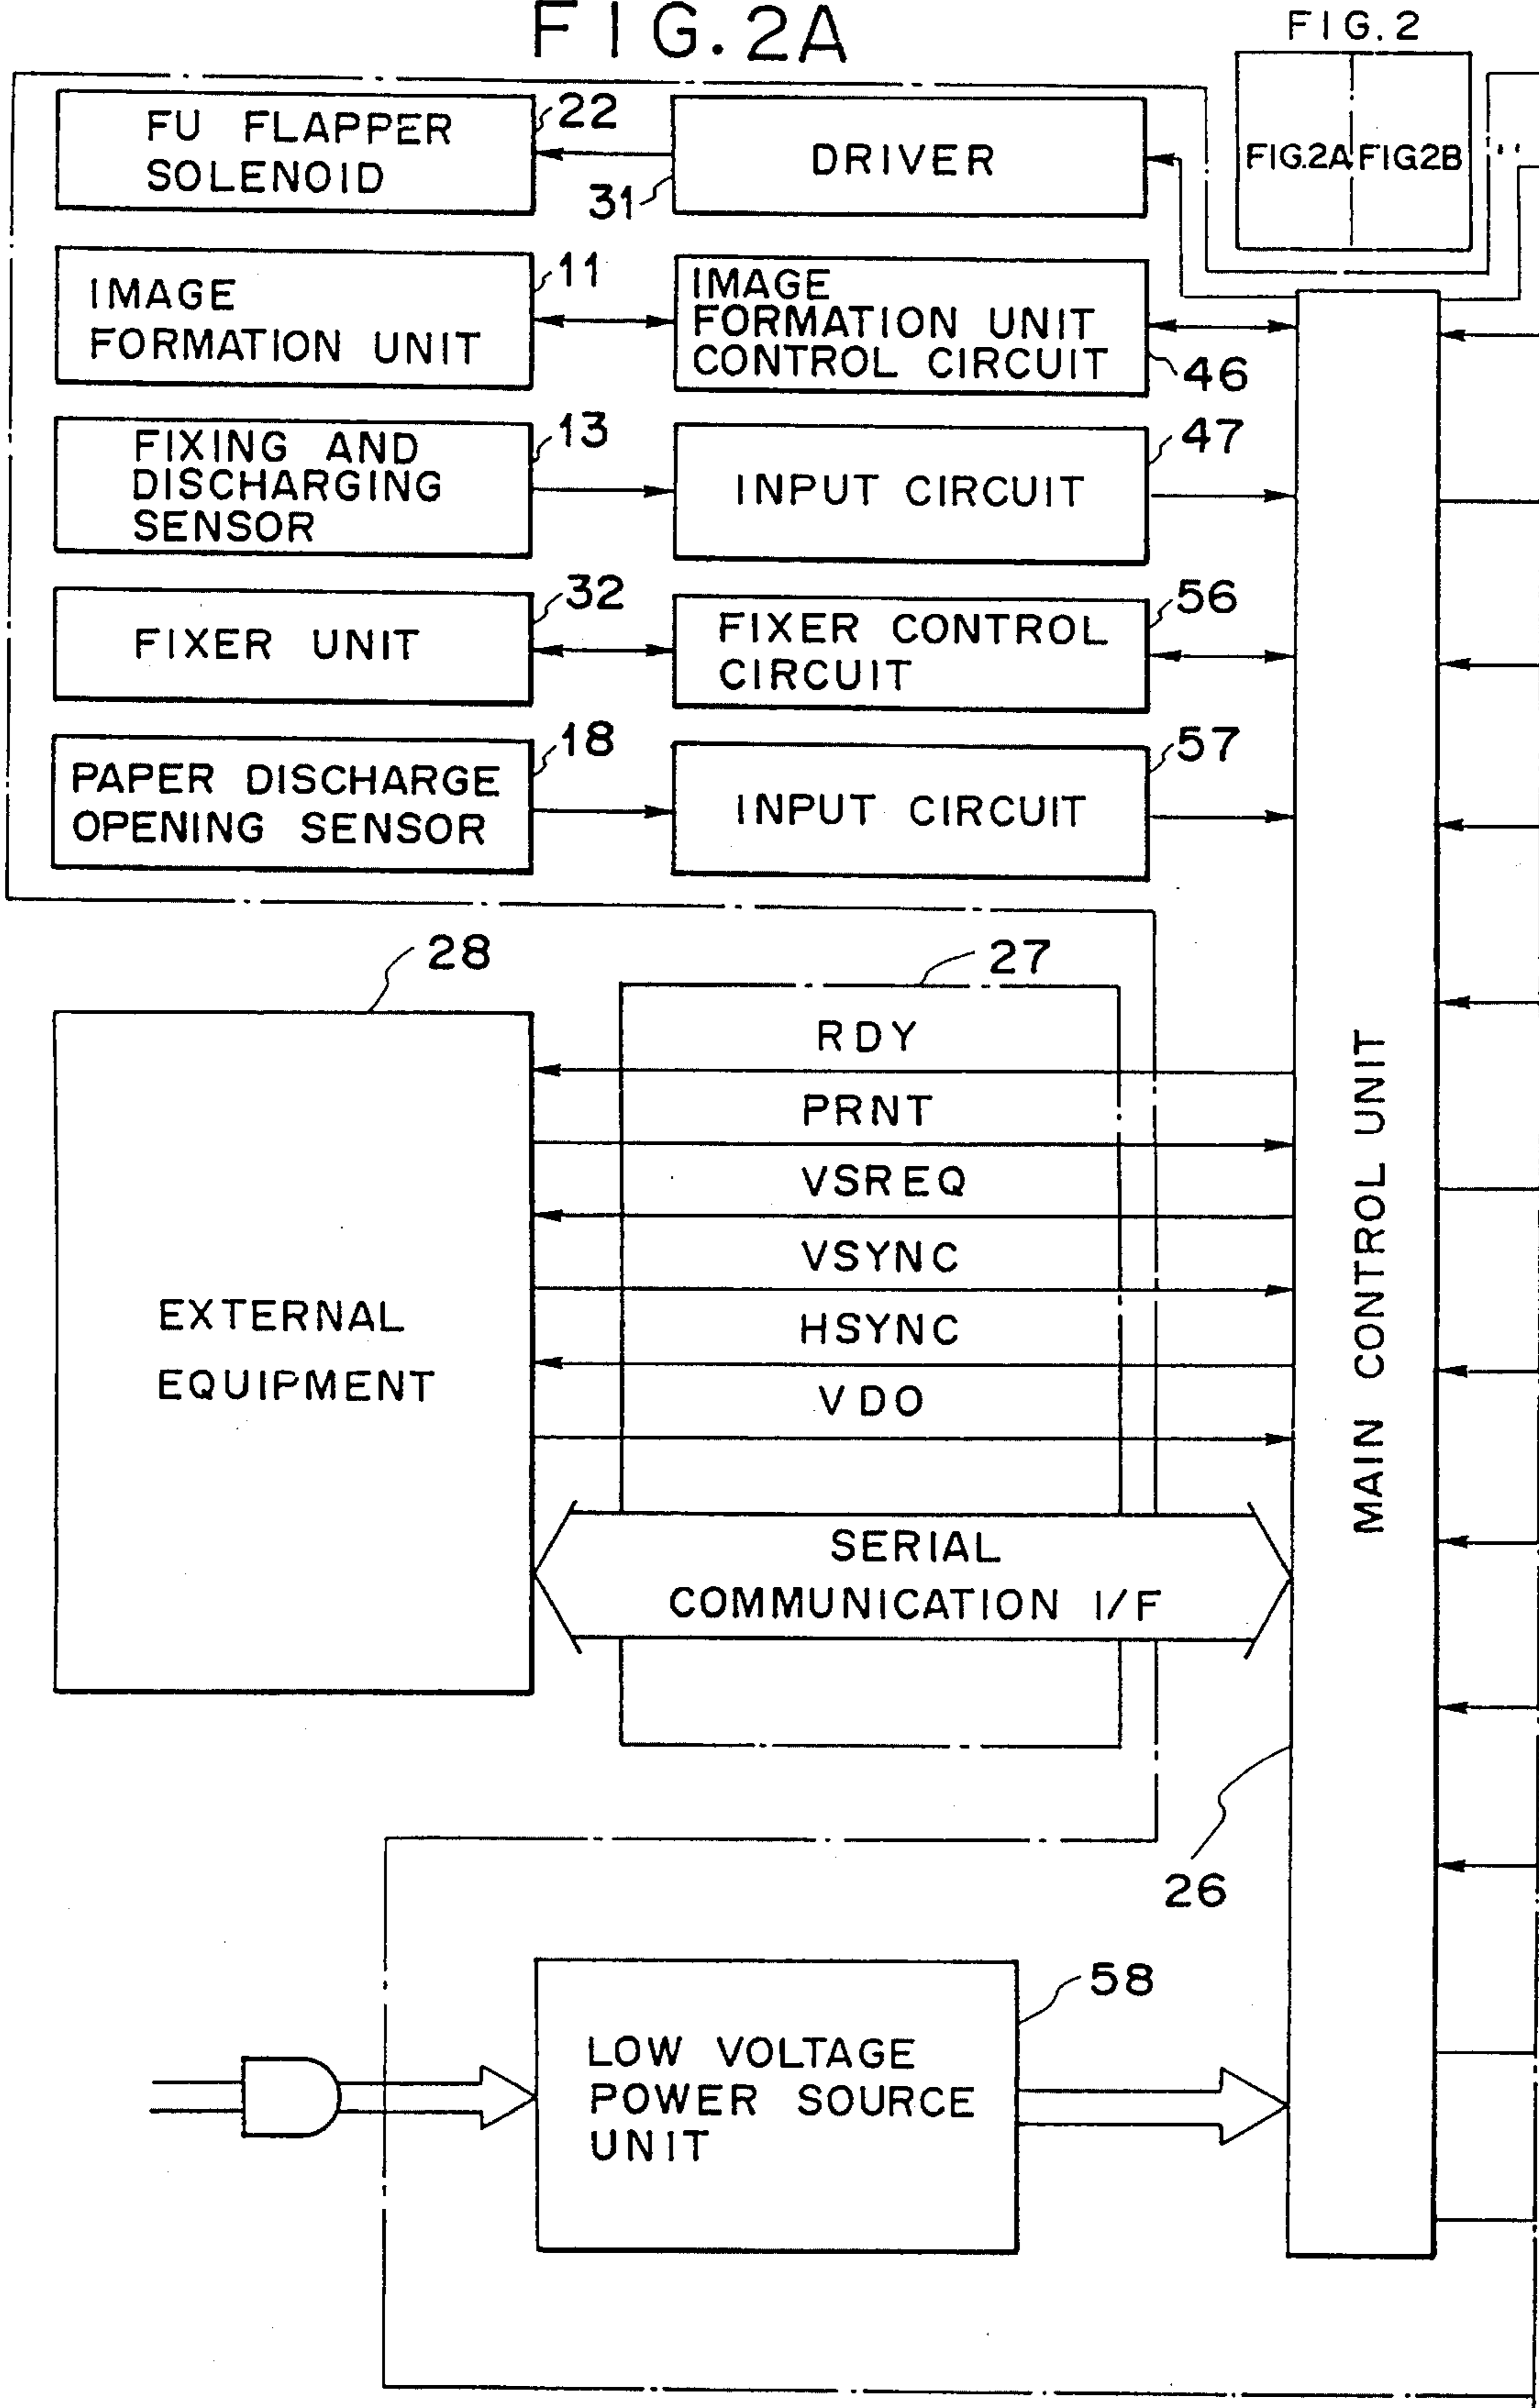 FIG. 2A
FIG. 2
FIG.2A FIG.2B
FU FLAPPER
SOLENOID
22
31
DRIVER
IMAGE
FORMATION UNIT
11
IMAGE
FORMATION UNIT
CONTROL CIRCUIT
46
FIXING AND
DISCHARGING
SENSOR
13
INPUT CIRCUIT
47
FIXER UNIT
32
FIXER CONTROL
CIRCUIT
56
PAPER DISCHARGE
OPENING SENSOR
18
INPUT CIRCUIT
57
28
27
EXTERNAL
EQUIPMENT
RDY
PRNT
VSREQ
VSYNC
HSYNC
VDO
SERIAL
COMMUNICATION I/F
MAIN CONTROL UNIT
26
58
LOW VOLTAGE
POWER SOURCE
UNIT